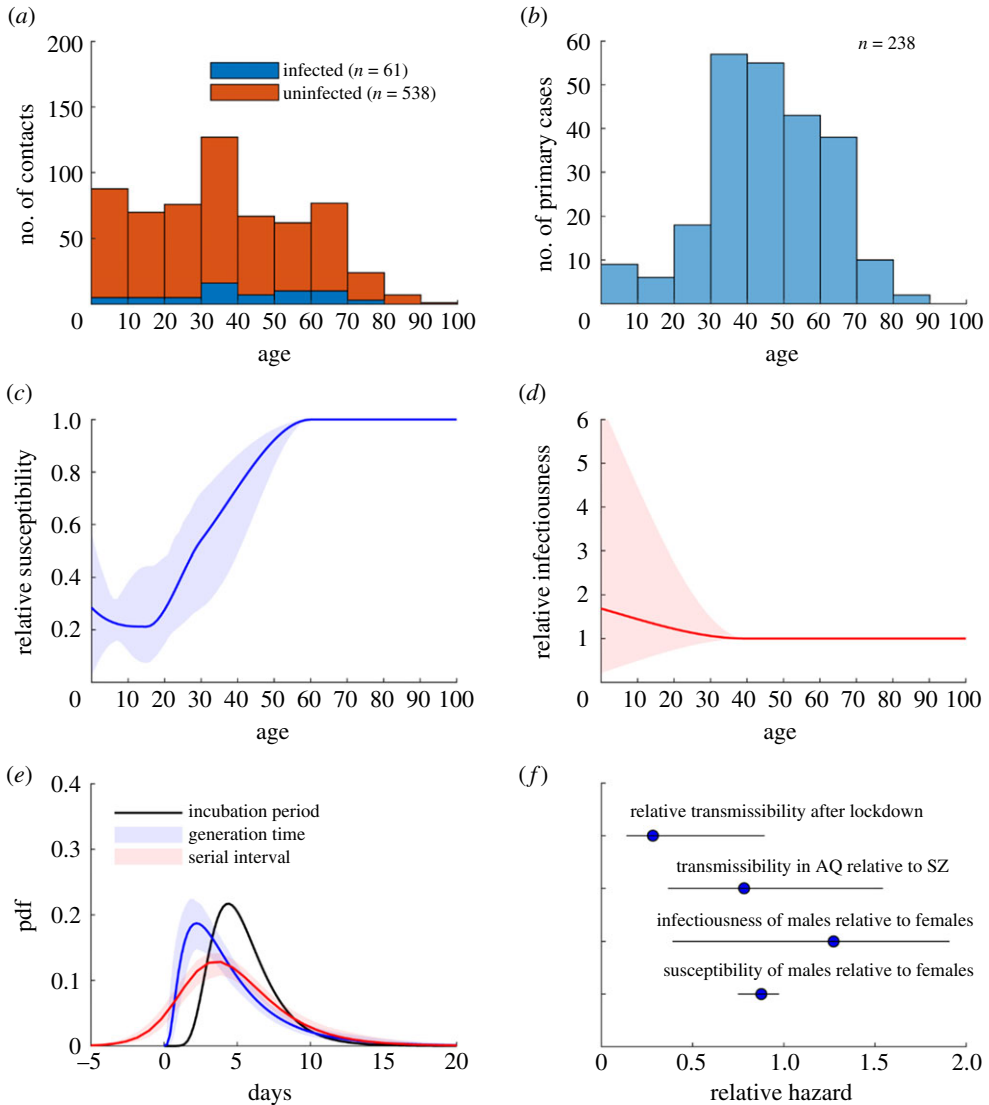 (a)
200
150
100
50
0
10 20 30 40 50 60 70 80 90 100
no. of contacts
age
infected (n = 61)
uninfected (n = 538)
(b)
60
50
40
30
20
10
0
10 20 30 40 50 60 70 80 90 100
no. of primary cases
age
n = 238
(c)
1.0
0.8
0.6
0.4
0.2
0
10 20 30 40 50 60 70 80 90 100
relative susceptibility
age
(d)
6
5
4
3
2
1
0
10 20 30 40 50 60 70 80 90 100
relative infectiousness
age
(e)
0.4
0.3
0.2
0.1
0
–5 0 5 10 15 20
pdf
days
incubation period
generation time
serial interval
(f)
relative transmissibility after lockdown
transmissibility in AQ relative to SZ
infectiousness of males relative to females
susceptibility of males relative to females
0 0.5 1.0 1.5 2.0
relative hazard